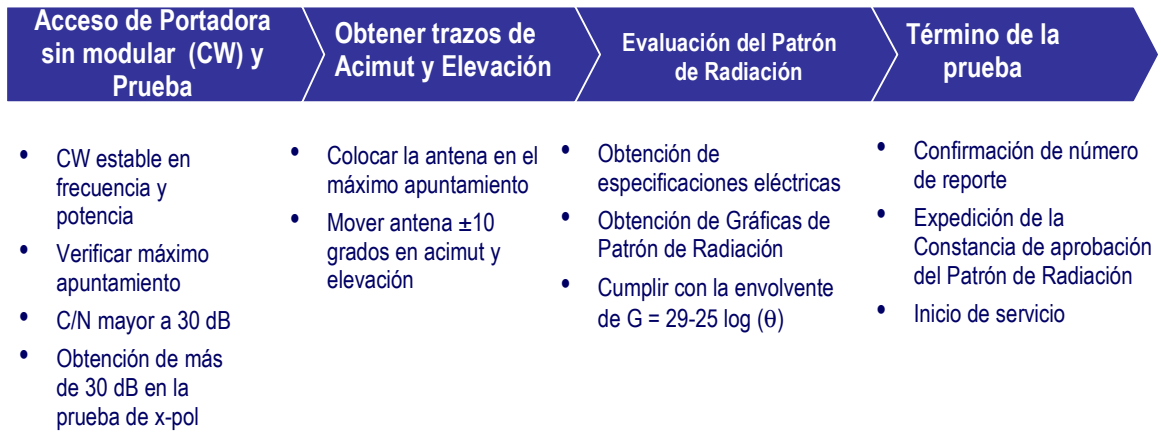 Acceso de Portadora
sin modular (CW) y
Prueba
Obtener trazos de
Acimut y Elevación
Evaluación del Patrón
de Radiación
Término de la
prueba
• CW estable en
frecuencia y
potencia
• Verificar máximo
apuntamiento
• C/N mayor a 30 dB
• Obtención de más
de 30 dB en la
prueba de x-pol
• Colocar la antena en el
máximo apuntamiento
• Mover antena ±10
grados en acimut y
elevación
• Obtención de
especificaciones eléctricas
• Obtención de Gráficas de
Patrón de Radiación
• Cumplir con la envolvente
de G = 29-25 log (θ)
• Confirmación de número
de reporte
• Expedición de la
Constancia de aprobación
del Patrón de Radiación
• Inicio de servicio